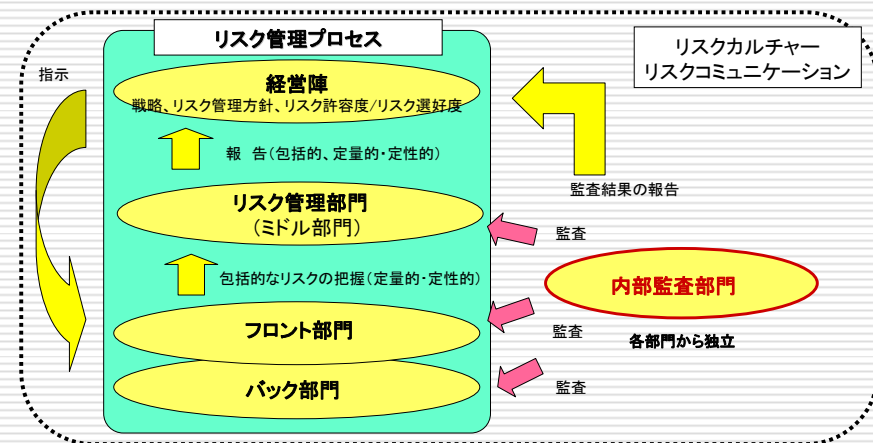 リスク管理プロセス
リスクカルチャー
リスクコミュニケーション
指示
経営陣
戦略、リスク管理方針、リスク許容度/リスク選好度
報 告(包括的、定量的・定性的)
監査結果の報告
リスク管理部門
(ミドル部門)
監査
包括的なリスクの把握(定量的・定性的)
内部監査部門
フロント部門
監査
各部門から独立
バック部門
監査